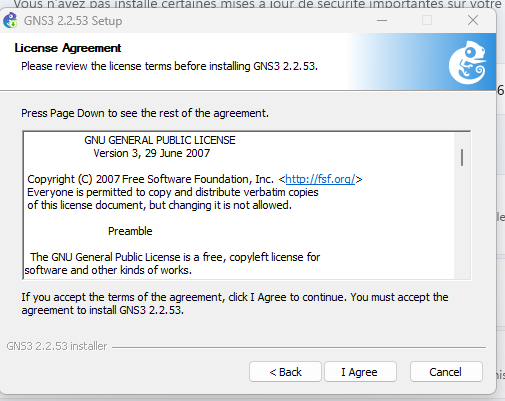 Vous n'avez pas installé certaines mises à jour de sécurité importantes sur votre
GNS3 2.2.53 Setup
License Agreement
Please review the license terms before installing GNS3 2.2.53.
Press Page Down to see the rest of the agreement.
GNU GENERAL PUBLIC LICENSE
Version 3, 29 June 2007
Copyright (C) 2007 Free Software Foundation, Inc. <http://fsf.org/>
Everyone is permitted to copy and distribute verbatim copies
of this license document, but changing it is not allowed.
Preamble
The GNU General Public License is a free, copyleft license for
software and other kinds of works.
If you accept the terms of the agreement, click I Agree to continue. You must accept the
agreement to install GNS3 2.2.53.
GNS3 2.2.53 installer
< Back
I Agree
Cancel